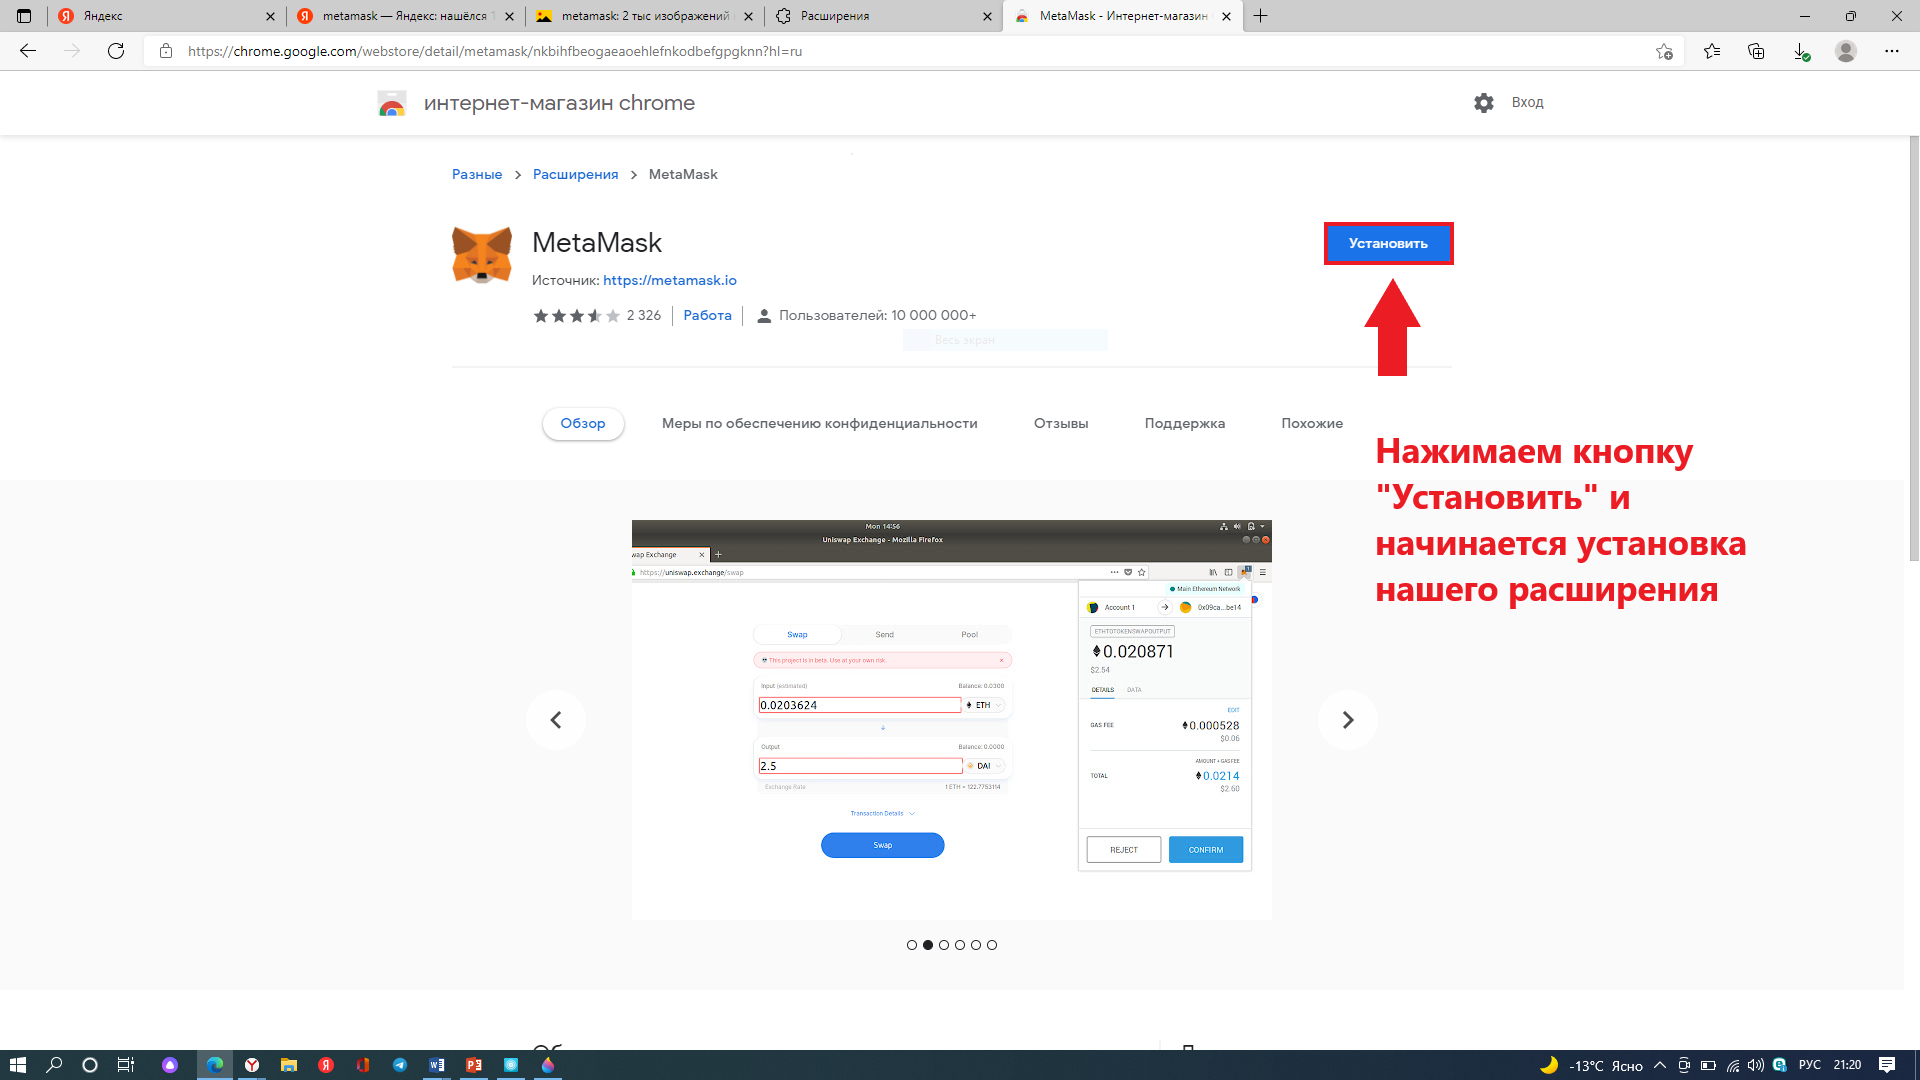 Яндекс
metamask — Яндекс: нашёлся
metamask: 2 тыс изображений
Расширения
MetaMask - Интернет-магазин
https://chrome.google.com/webstore/detail/metamask/nkbihfbeogaeaoehlefnkodbefgpgknn?hl=ru
интернет-магазин chrome
Вход
Разные > Расширения > MetaMask
MetaMask
Установить
Источник: https://metamask.io
2 326
Работа
Пользователей: 10 000 000+
Весь экран
Обзор
Меры по обеспечению конфиденциальности
Отзывы
Поддержка
Похожие
Нажимаем кнопку
"Установить" и
начинается установка
нашего расширения
Mon 14:56
Uniswap Exchange - Mozilla Firefox
wap Exchange
https://uniswap.exchange/swap
Main Ethereum Network
Account 1
0x09ca...be14
ETHTOTOKENSWAPOUTPUT
0.020871
$2.54
DETAILS
DATA
EDIT
GAS FEE
0.000528
$0.06
AMOUNT + GAS FEE
TOTAL
0.0214
$2.60
REJECT
CONFIRM
Swap
Send
Pool
This project is in beta. Use at your own risk.
Input (estimated)
Balance: 0.0300
0.0203624
ETH
Output
Balance: 0.0000
2.5
DAI
Exchange Rate
1 ETH = 122.7753114
Transaction Details
Swap
-13°C Ясно
РУС
21:20